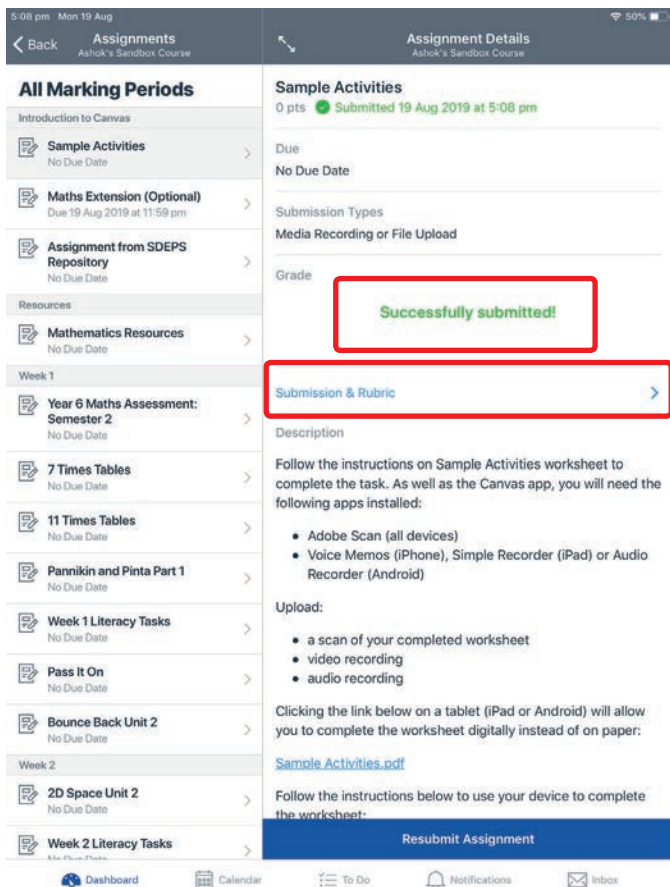 5:08 pm Mon 19 Aug
50%
Back
Assignments
Ashok's Sandbox Course
Assignment Details
Ashok's Sandbox Course
All Marking Periods
Introduction to Canvas
Sample Activities
No Due Date
Maths Extension (Optional)
Due 19 Aug 2019 at 11:59 pm
Assignment from SDEPS
Repository
No Due Date
Resources
Mathematics Resources
No Due Date
Week 1
Year 6 Maths Assessment:
Semester 2
No Due Date
7 Times Tables
No Due Date
11 Times Tables
No Due Date
Pannikin and Pinta Part 1
No Due Date
Week 1 Literacy Tasks
No Due Date
Pass It On
No Due Date
Bounce Back Unit 2
No Due Date
Week 2
2D Space Unit 2
No Due Date
Week 2 Literacy Tasks
No Due Date
Sample Activities
0 pts Submitted 19 Aug 2019 at 5:08 pm
Due
No Due Date
Submission Types
Media Recording or File Upload
Grade
Successfully submitted!
Submission & Rubric
Description
Follow the instructions on Sample Activities worksheet to
complete the task. As well as the Canvas app, you will need the
following apps installed:
• Adobe Scan (all devices)
• Voice Memos (iPhone), Simple Recorder (iPad) or Audio
Recorder (Android)
Upload:
• a scan of your completed worksheet
• video recording
• audio recording
Clicking the link below on a tablet (iPad or Android) will allow
you to complete the worksheet digitally instead of on paper:
Sample Activities.pdf
Follow the instructions below to use your device to complete
the worksheet:
Resubmit Assignment
Dashboard
Calendar
To Do
Notifications
Inbox